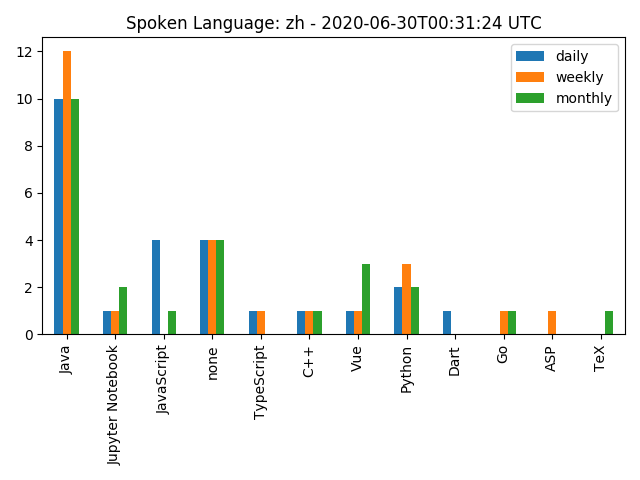 Spoken Language: zh - 2020-06-30T00:31:24 UTC
daily
weekly
monthly
12
10
8
6
4
2
0
Java
Jupyter Notebook
JavaScript
none
TypeScript
C++
Vue
Python
Dart
Go
ASP
TeX